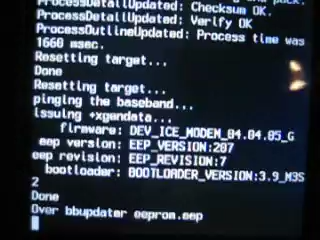 ProcessDetailUpdated: Checksum OK.
ProcessDetailUpdated: Verify OK
ProcessOutlineUpdated: Process time was
1660 msec.
Resetting target...
Done
Resetting target...
pinging the baseband...
issuing +xgendata...
firmware: DEV_ICE_MODEM_04.04.05_G
eep version: EEP_VERSION:207
eep revision: EEP_REVISION:7
bootloader: BOOTLOADER_VERSION:3.9_M3S
2
Done
Over bbupdater eeprom.eep